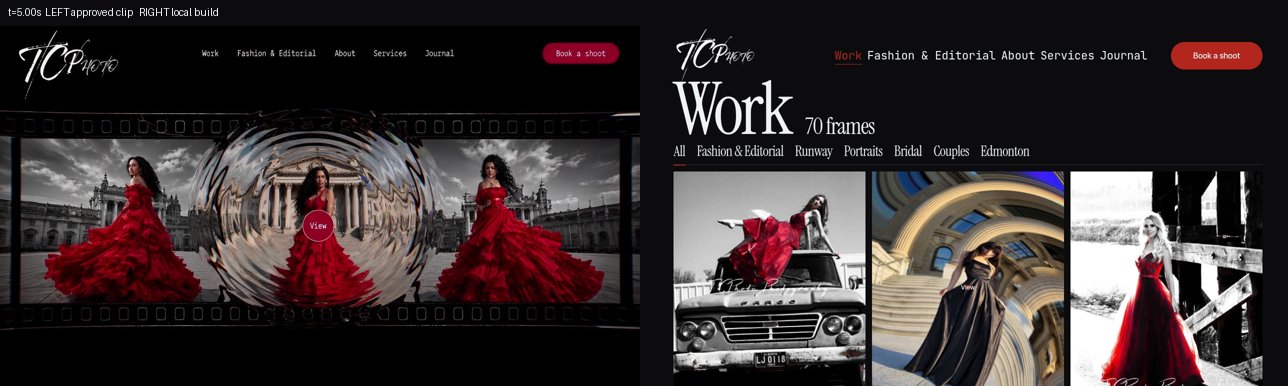 t=5.00s LEFT approved clip RIGHT local build
TCPHOTO
Work Fashion & Editorial About Services Journal
Book a shoot
View
TCPHOTO
Work Fashion & Editorial About Services Journal
Book a shoot
Work 70 frames
All Fashion & Editorial Runway Portraits Bridal Couples Edmonton
DODGE
LJ0118
View